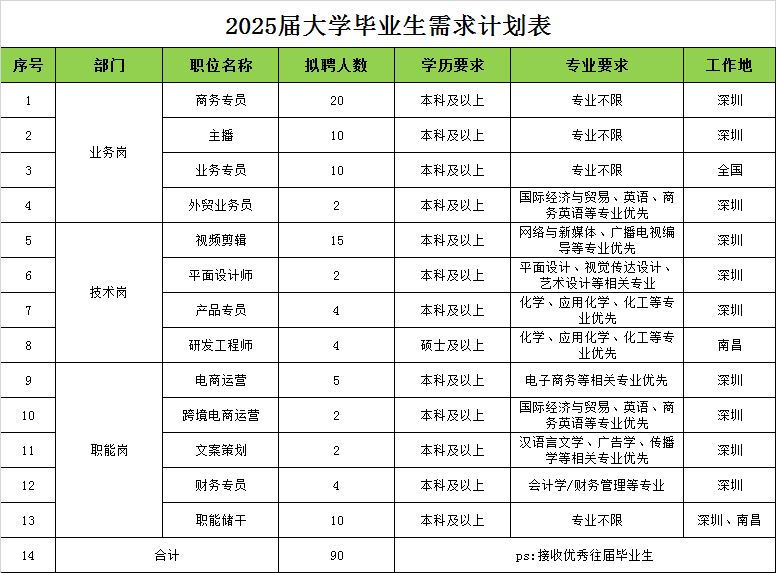 2025届大学毕业生需求计划表
序号 部门 职位名称 拟聘人数 学历要求 专业要求 工作地
1 业务岗 商务专员 20 本科及以上 专业不限 深圳
2 主播 10 本科及以上 专业不限 深圳
3 业务专员 10 本科及以上 专业不限 全国
4 外贸业务员 2 本科及以上 国际经济与贸易、英语、商
务英语等专业优先 深圳
5 技术岗 视频剪辑 15 本科及以上 网络与新媒体、广播电视编
导等专业优先 深圳
6 平面设计师 2 本科及以上 平面设计、视觉传达设计、
艺术设计等相关专业 深圳
7 产品专员 4 本科及以上 化学、应用化学、化工等专
业优先 深圳
8 研发工程师 4 硕士及以上 化学、应用化学、化工等专
业优先 南昌
9 职能岗 电商运营 5 本科及以上 电子商务等相关专业优先 深圳
10 跨境电商运营 2 本科及以上 国际经济与贸易、英语、商
务英语等专业优先 深圳
11 文案策划 2 本科及以上 汉语言文学、广告学、传播
学等相关专业优先 深圳
12 财务专员 4 本科及以上 会计学/财务管理等专业 深圳
13 职能储干 10 本科及以上 专业不限 深圳、南昌
14 合计 90 ps:接收优秀往届毕业生